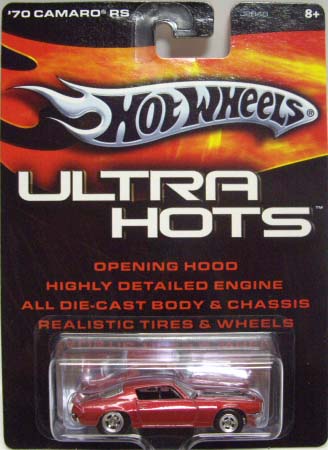 '70 CAMARO® RS
8+
HOT WHEELS
ULTRA
HOTS™
OPENING HOOD
HIGHLY DETAILED ENGINE
ALL DIE-CAST BODY & CHASSIS
REALISTIC TIRES & WHEELS